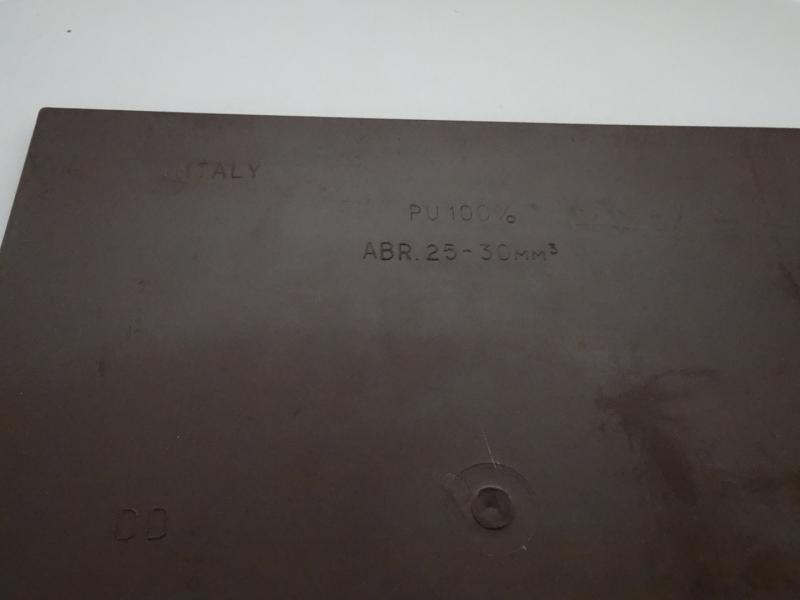 ITALY
PU 100%
ABR. 25-30MM³
DD